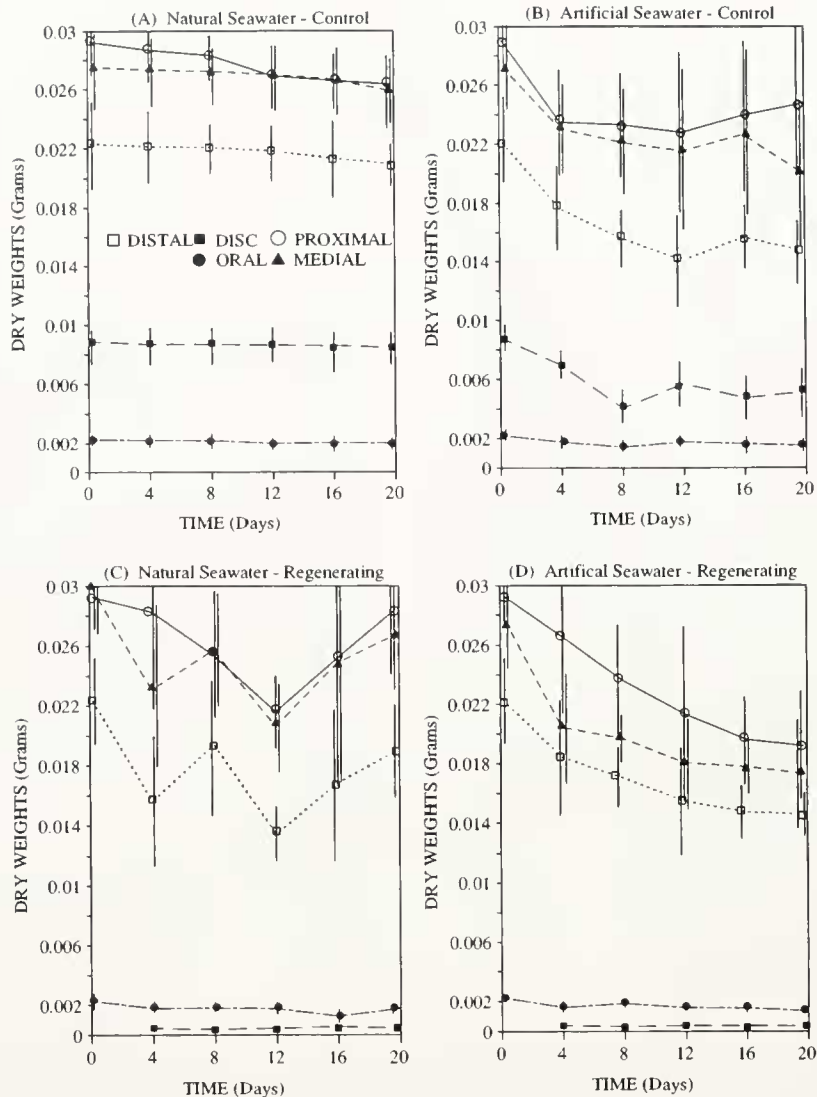 (A) Natural Seawater - Control
0.03
0.026
0.022
0.018
0.014
0.01
0.006
0.002
0
DRY WEIGHTS (Grams)
DISTAL DISC PROXIMAL
ORAL MEDIAL
0 4 8 12 16 20
TIME (Days)
(B) Artificial Seawater - Control
0.03
0.026
0.022
0.018
0.014
0.01
0.006
0.002
0
DRY WEIGHTS (Grams)
0 4 8 12 16 20
TIME (Days)
(C) Natural Seawater - Regenerating
0.03
0.026
0.022
0.018
0.014
0.01
0.006
0.002
0
DRY WEIGHTS (Grams)
0 4 8 12 16 20
TIME (Days)
(D) Artifical Seawater - Regenerating
0.03
0.026
0.022
0.018
0.014
0.01
0.006
0.002
0
DRY WEIGHTS (Grams)
0 4 8 12 16 20
TIME (Days)